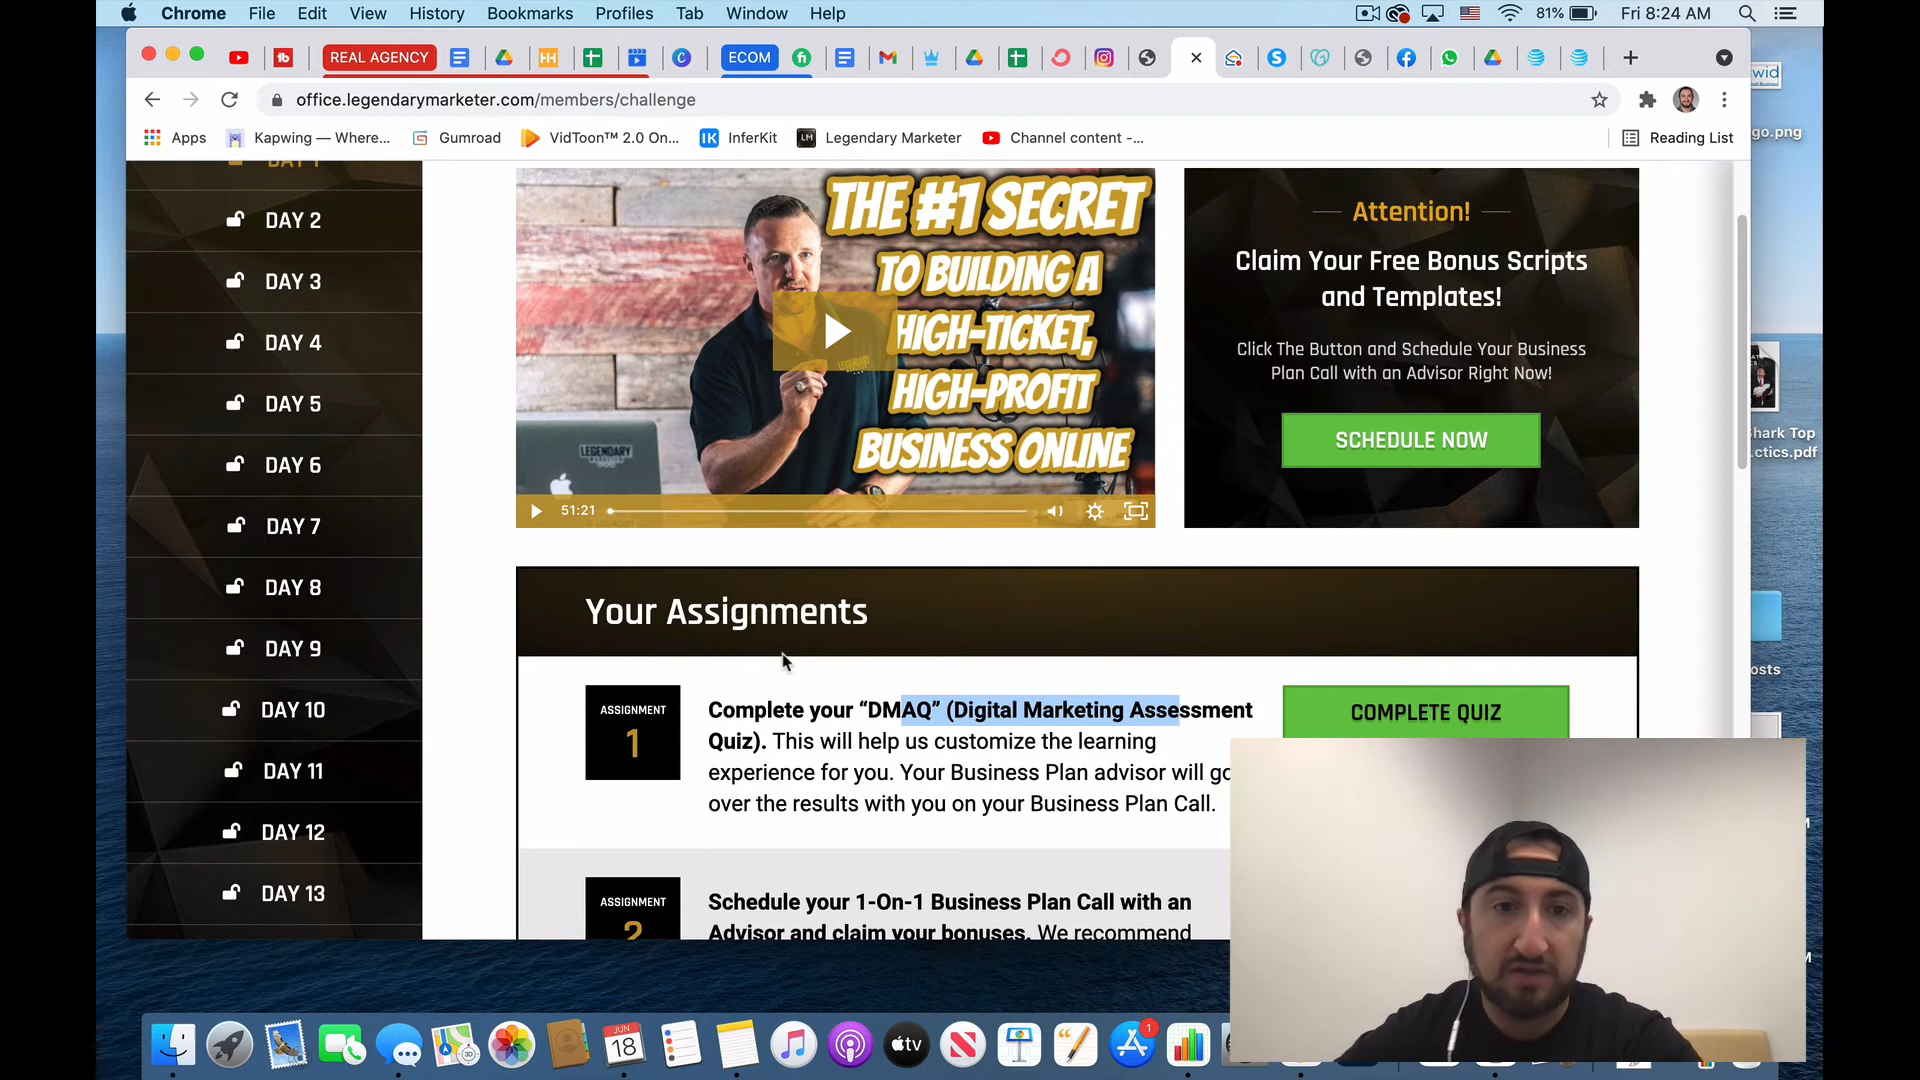 Chrome File Edit View History Bookmarks Profiles Tab Window Help 81% Fri 8:24 AM
REAL AGENCY ECOM
office.legendarymarketer.com/members/challenge
Apps Kapwing — Where... Gumroad VidToon™ 2.0 On... InferKit Legendary Marketer Channel content -... Reading List
DAY 2
DAY 3
DAY 4
DAY 5
DAY 6
DAY 7
DAY 8
DAY 9
DAY 10
DAY 11
DAY 12
DAY 13
THE #1 SECRET
TO BUILDING A
HIGH-TICKET,
HIGH-PROFIT
BUSINESS ONLINE
LEGENDARY
51:21
Attention!
Claim Your Free Bonus Scripts
and Templates!
Click The Button and Schedule Your Business
Plan Call with an Advisor Right Now!
SCHEDULE NOW
Your Assignments
ASSIGNMENT
1
Complete your “DMAQ” (Digital Marketing Assessment
Quiz). This will help us customize the learning
experience for you. Your Business Plan advisor will go
over the results with you on your Business Plan Call.
COMPLETE QUIZ
ASSIGNMENT
2
Schedule your 1-On-1 Business Plan Call with an
Advisor and claim your bonuses. We recommend
wid
go.png
Shark Top
...ctics.pdf
osts
JUN
18
tv
1